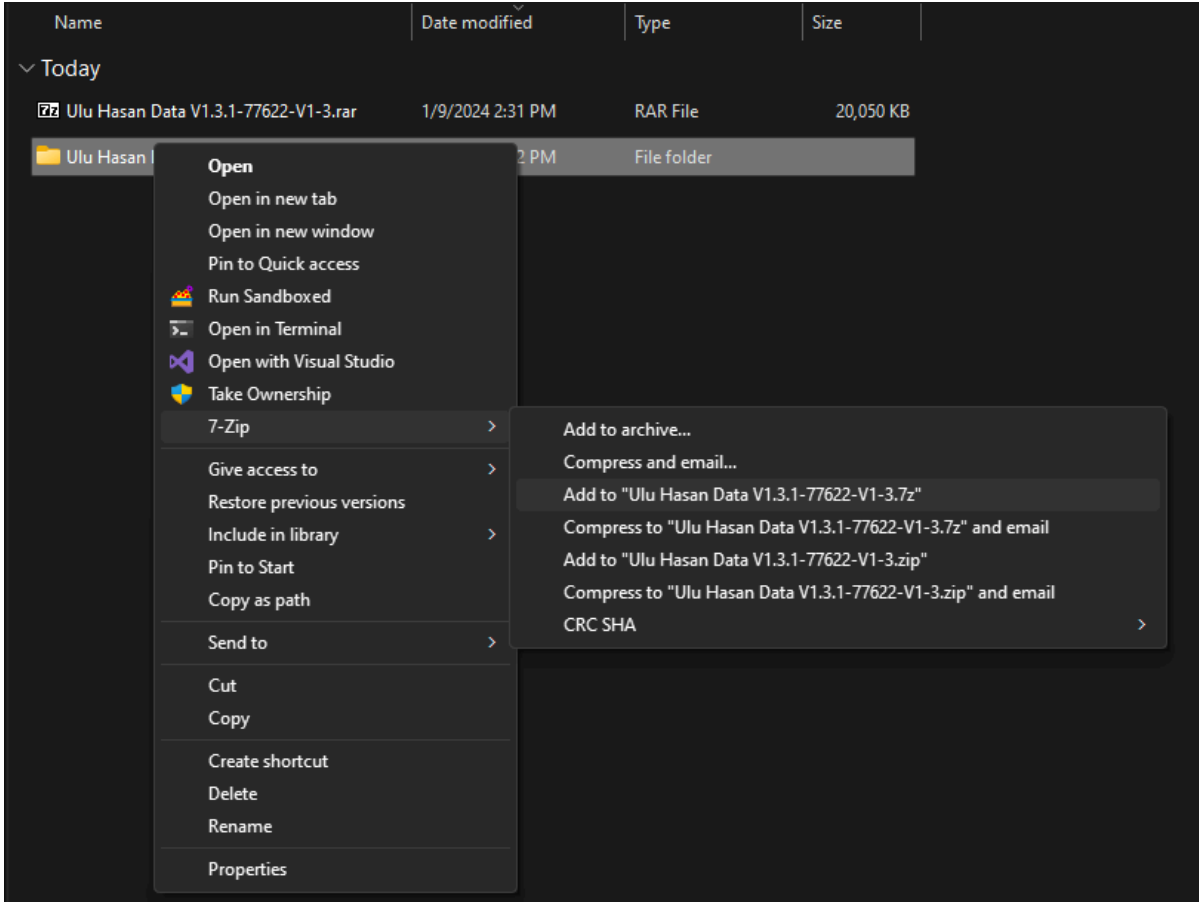 Name Date modified Type Size
Today
Ulu Hasan Data V1.3.1-77622-V1-3.rar 1/9/2024 2:31 PM RAR File 20,050 KB
Ulu Hasan 2 PM File folder
Open
Open in new tab
Open in new window
Pin to Quick access
Run Sandboxed
Open in Terminal
Open with Visual Studio
Take Ownership
7-Zip
Give access to
Restore previous versions
Include in library
Pin to Start
Copy as path
Send to
Cut
Copy
Create shortcut
Delete
Rename
Properties
Add to archive...
Compress and email...
Add to "Ulu Hasan Data V1.3.1-77622-V1-3.7z"
Compress to "Ulu Hasan Data V1.3.1-77622-V1-3.7z" and email
Add to "Ulu Hasan Data V1.3.1-77622-V1-3.zip"
Compress to "Ulu Hasan Data V1.3.1-77622-V1-3.zip" and email
CRC SHA